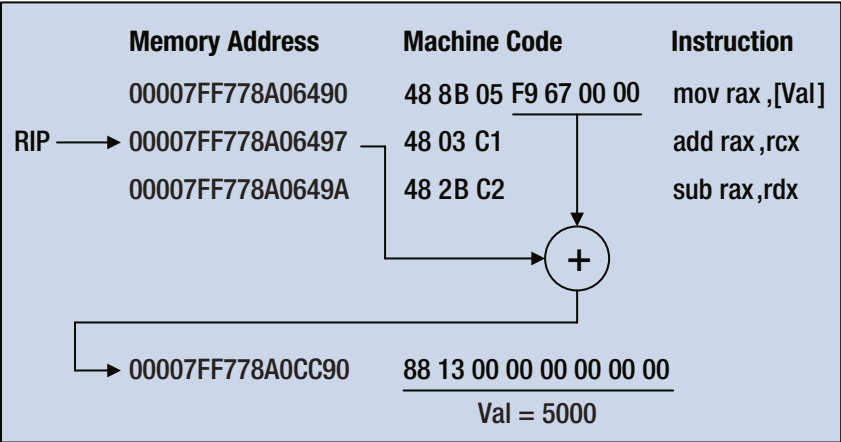 Memory Address Machine Code Instruction
00007FF778A06490 48 8B 05 F9 67 00 00 mov rax ,[Val]
RIP 00007FF778A06497 48 03 C1 add rax ,rcx
00007FF778A0649A 48 2B C2 sub rax ,rdx
+
00007FF778A0CC90 88 13 00 00 00 00 00 00
Val = 5000